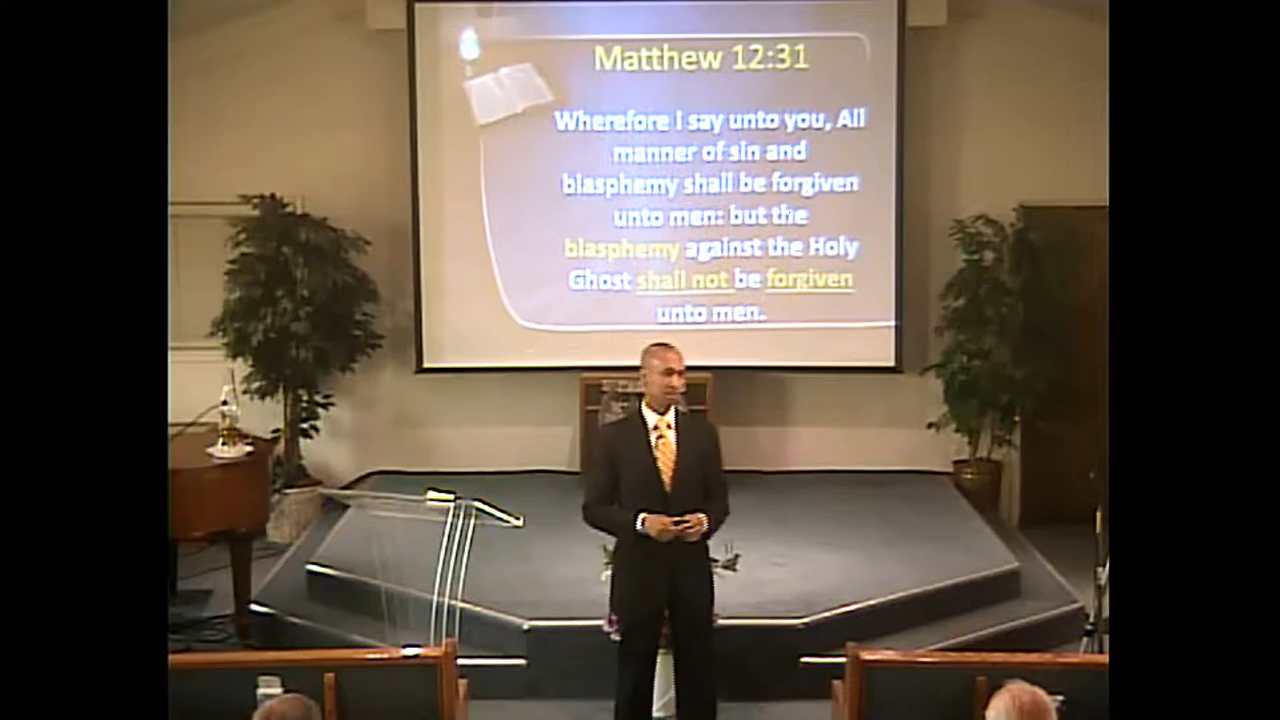 Matthew 12:31
Wherefore I say unto you, All
manner of sin and
blasphemy shall be forgiven
unto men: but the
blasphemy against the Holy
Ghost shall not be forgiven
unto men.